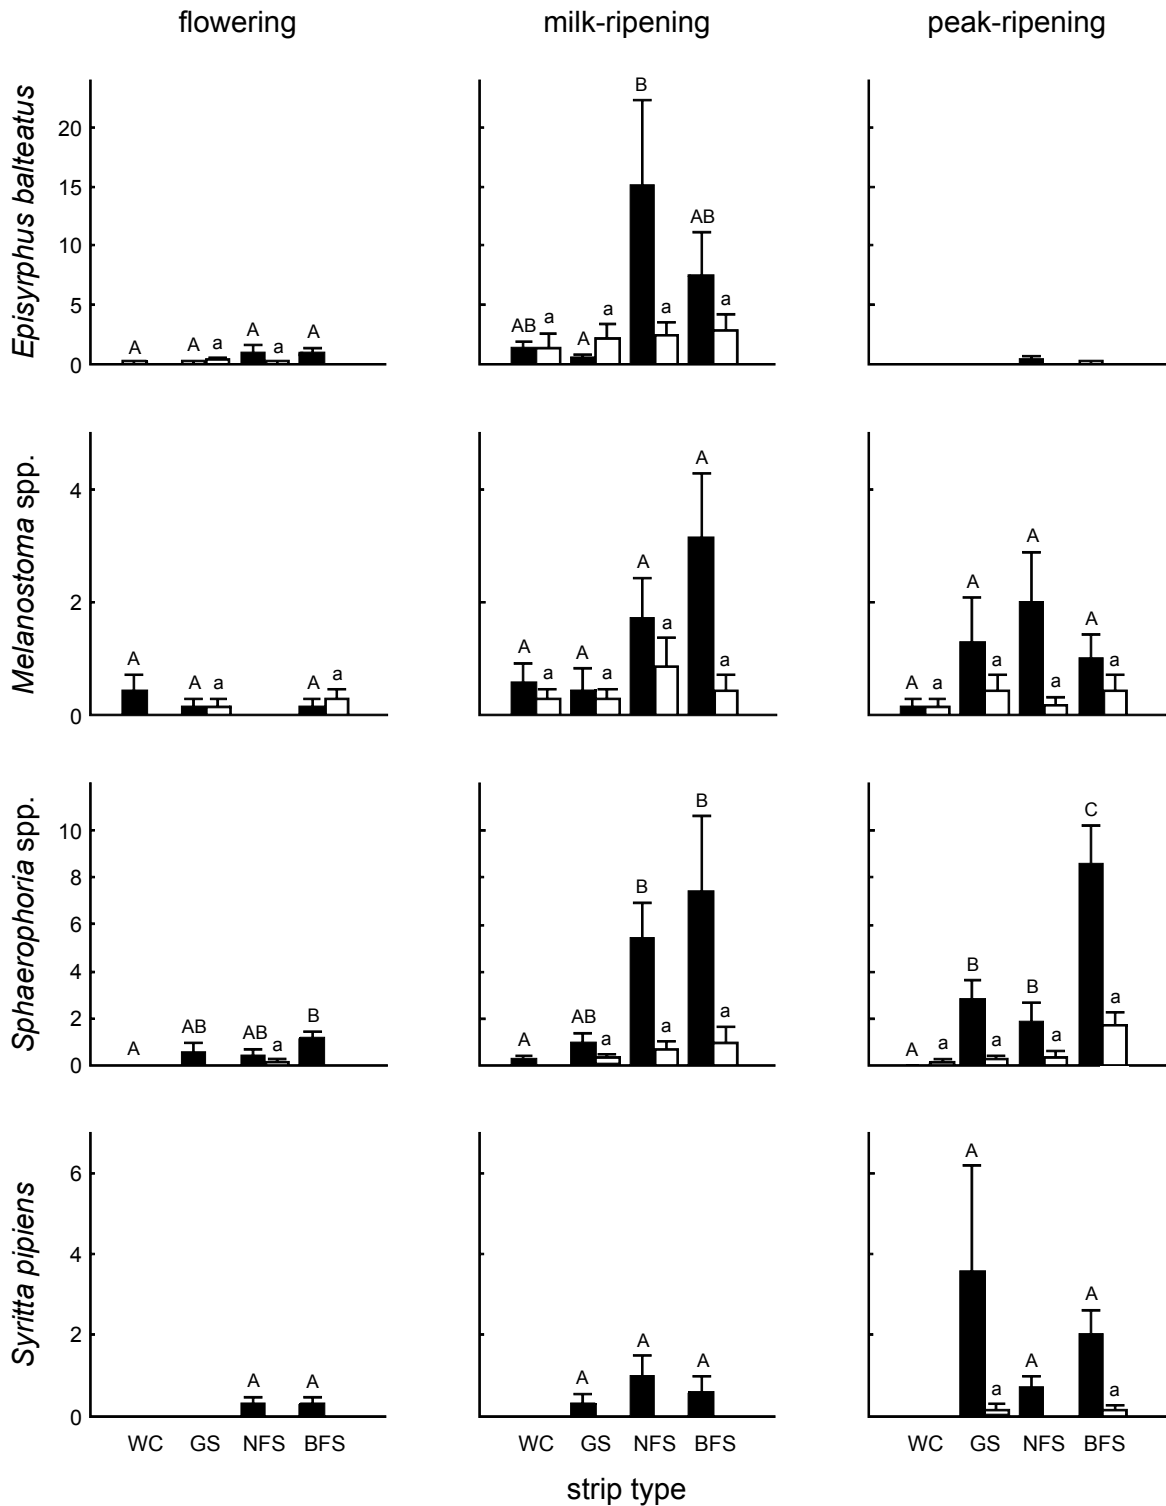 flowering milk-ripening peak-ripening
Episyrphus balteatus
20
15
10
5
0
A A a A a A
AB a A a B a AB a
Melanostoma spp.
4
2
0
A A a A a
A a A a A a A a
A a A a A a A a
Sphaerophoria spp.
10
8
6
4
2
0
A AB AB a B
A AB a B a B a
A a B a B a C a
Syritta pipiens
6
4
2
0
A A
A A A
A a A A a
WC GS NFS BFS WC GS NFS BFS WC GS NFS BFS
strip type